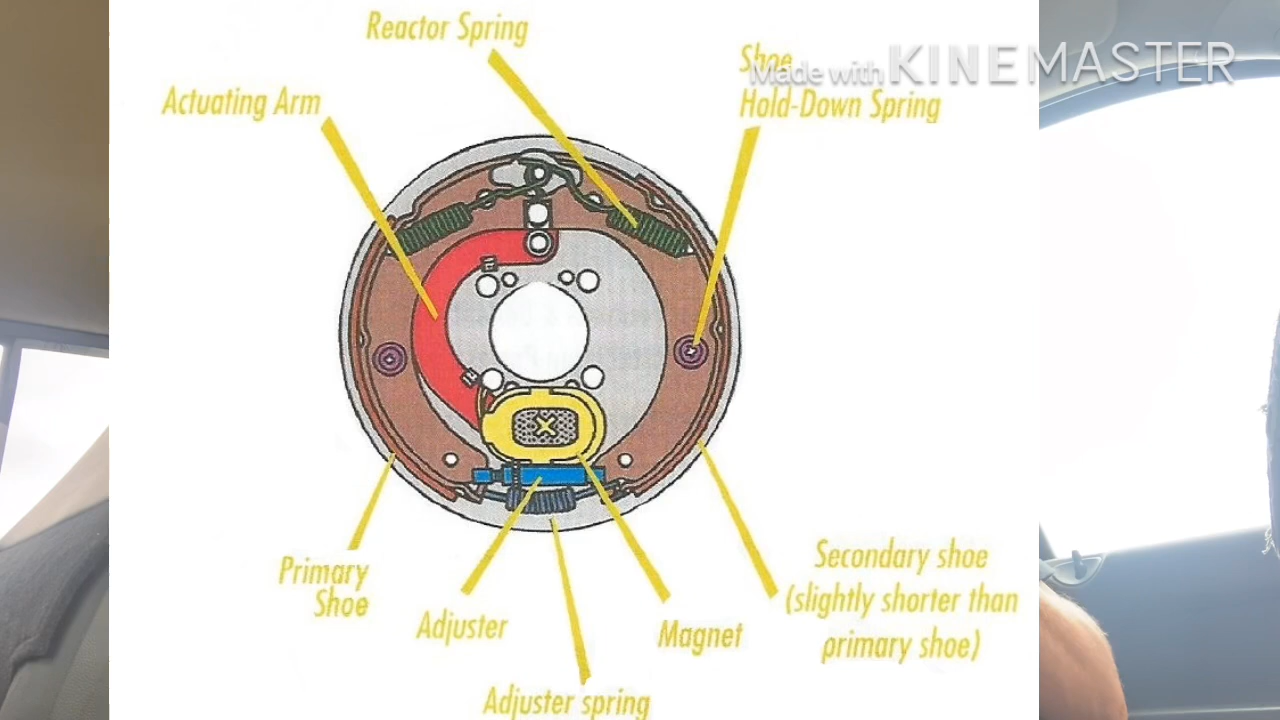 Reactor Spring
Made with KINEMASTER
Shoe
Hold-Down Spring
Actuating Arm
Primary
Shoe
Adjuster
Adjuster spring
Magnet
Secondary shoe
(slightly shorter than
primary shoe)